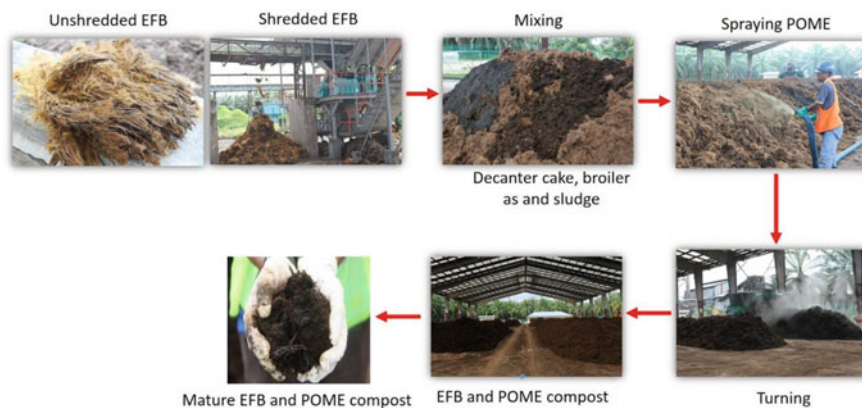 Unshredded EFB
Shredded EFB
Mixing
Spraying POME
Decanter cake, broiler
as and sludge
Mature EFB and POME compost
EFB and POME compost
Turning